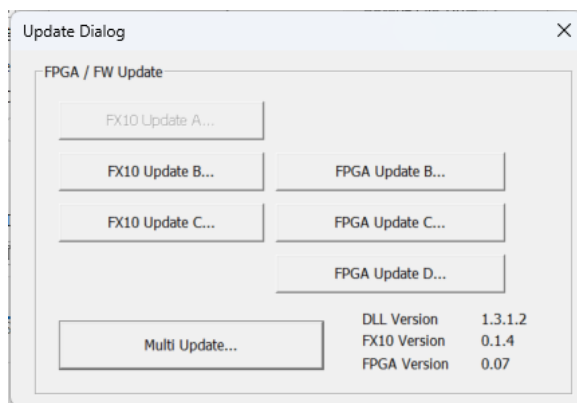 Update Dialog
FPGA / FW Update
FX10 Update A...
FX10 Update B... FPGA Update B...
FX10 Update C... FPGA Update C...
FPGA Update D...
Multi Update...
DLL Version 1.3.1.2
FX10 Version 0.1.4
FPGA Version 0.07